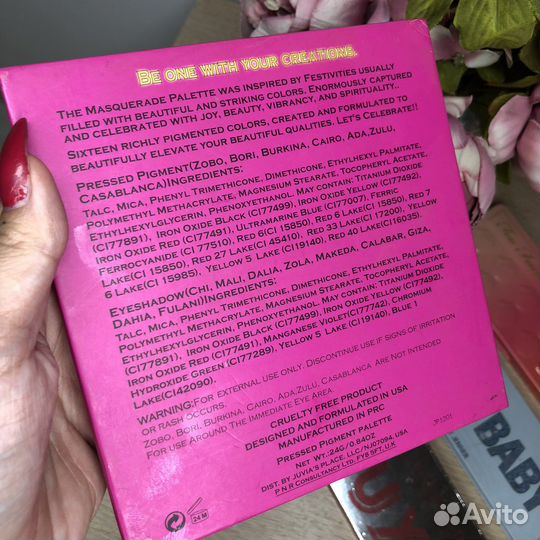 BE ONE WITH YOUR CREATIONS.
THE MASQUERADE PALETTE WAS INSPIRED BY FESTIVITIES USUALLY
FILLED WITH BEAUTIFUL AND STRIKING COLORS, ENORMOUSLY CAPTURED
AND CELEBRATED WITH JOY, BEAUTY, VIBRANCY, AND SPIRITUALITY..
SIXTEEN RICHLY PIGMENTED COLORS, CREATED AND FORMULATED TO
BEAUTIFULLY ELEVATE YOUR BEAUTIFUL QUALITIES. LET'S CELEBRATE!!
PRESSED PIGMENT(ZOBO, BORI, BURKINA, CAIRO, ADA,ZULU,
CASABLANCA)INGREDIENTS:
TALC, MICA, PHENYL TRIMETHICONE, DIMETHICONE, ETHYLHEXYL PALMITATE,
POLYMETHYL METHACRYLATE, MAGNESIUM STEARATE, TOCOPHERYL ACETATE,
ETHYLHEXYLGLYCERIN, PHENOXYETHANOL. MAY CONTAIN: TITANIUM DIOXIDE
(CI77891), IRON OXIDE BLACK (CI77499), IRON OXIDE YELLOW (CI77492),
IRON OXIDE RED (CI77491), ULTRAMARINE BLUE (CI77007), FERRIC
FERROCYANIDE (CI 77510), RED 6(CI 15850), RED 6 LAKE(CI 15850), RED 7
LAKE(CI 15850), RED 27 LAKE(CI 45410), RED 33 LAKE(CI 17200), YELLOW
6 LAKE(CI 15985). YELLOW 5 LAKE (CI19140), RED 40 LAKE(CI16035).
EYESHADOW(CHI, MALI, DALIA, ZOLA, MAKEDA, CALABAR, GIZA,
DAHIA, FULANI)INGREDIENTS:
TALC, MICA, PHENYL TRIMETHICONE, DIMETHICONE, ETHYLHEXYL PALMITATE,
POLYMETHYL METHACRYLATE, MAGNESIUM STEARATE, TOCOPHERYL ACETATE,
ETHYLHEXYLGLYCERIN, PHENOXYETHANOL. MAY CONTAIN: TITANIUM DIOXIDE
(CI77891), IRON OXIDE BLACK (CI77499), IRON OXIDE YELLOW (CI77492),
IRON OXIDE RED (CI77491), MANGANESE VIOLET(CI77742), CHROMIUM
HYDROXIDE GREEN (CI77289), YELLOW 5 LAKE(CI 19140), BLUE 1
LAKE(CI42090).
WARNING:FOR EXTERNAL USE ONLY. DISCONTINUE USE IF SIGNS OF IRRITATION
OR RASH OCCURS.
ZOBO, BORI, BURKINA, CAIRO, ADA,ZULU, CASABLANCA ARE NOT INTENDED
FOR USE AROUND THE IMMEDIATE EYE AREA
CRUELTY FREE PRODUCT
DESIGNED AND FORMULATED IN USA
MANUFACTURED IN PRC
PRESSED PIGMENT PALETTE
NET WT.-24G/0.84OZ
DIST. BY JUVIA'S PLACE, LLC/NJ07094, USA
P N R CONSULTANCY LTD, FY8 5FT. U.K
JP1301
24 M
BABY
Avito